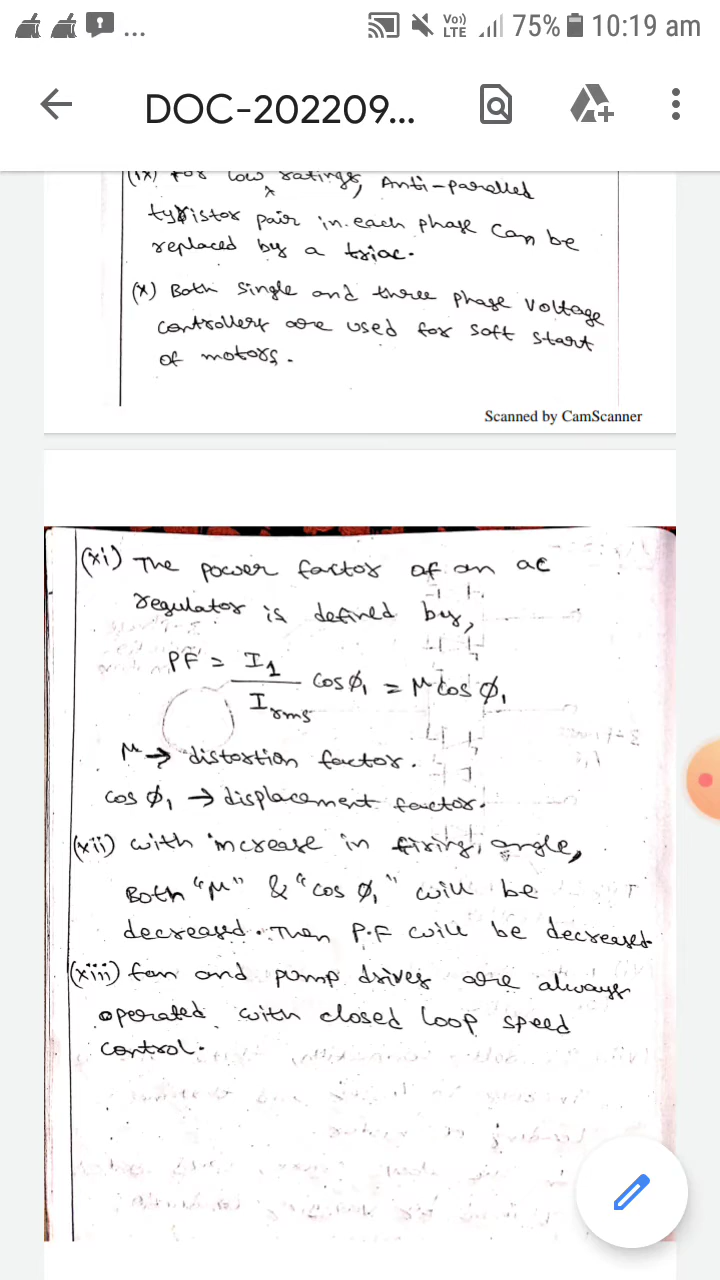 Vo)) LTE 75% 10:19 am
DOC-202209...
(ix) For low ratings, Anti-parelled
tyristor pair in each phase can be
replaced by a triac.
(x) Both single and three phase voltage
controllers are used for soft start
of motors.
Scanned by CamScanner
(xi) The power factor of an ac
regulator is defined by,
PF = I₁ / Irms cos φ₁ = μ cos φ₁
μ → distortion factor.
cos φ₁ → displacement factor.
(xii) with increase in firing angle,
Both "μ" & "cos φ₁" will be
decreased. Then P.F will be decreased
(xiii) fan and pump drives are always
operated with closed loop speed
control.